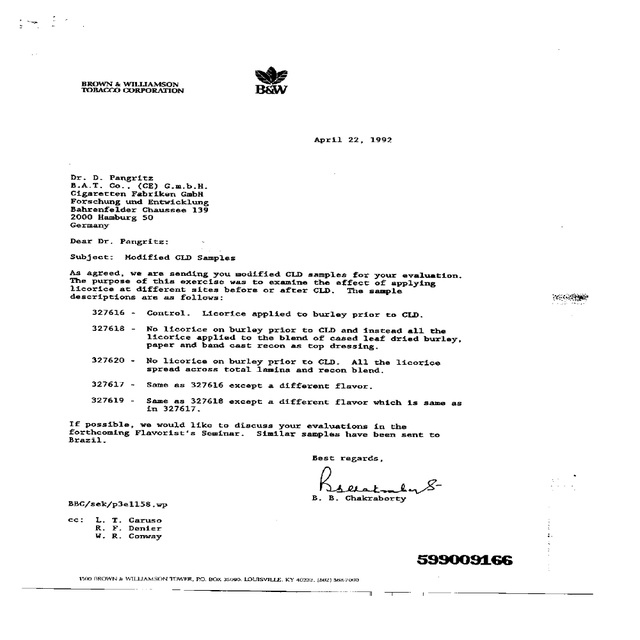 BROWN & WILLIAMSON
TOBACCO CORPORATION
B&W
April 22, 1992
Dr. D. Pangritz
B.A.T. Co., (CE) G.m.b.H.
Cigaretten Fabriken GmbH
Forschung und Entwicklung
Bahrenfelder Chaussee 139
2000 Hamburg 50
Germany
Dear Dr. Pangritz:
Subject: Modified CLD Samples
As agreed, we are sending you modified CLD samples for your evaluation.
The purpose of this exercise was to examine the effect of applying
licorice at different sites before or after CLD. The sample
descriptions are as follows:
327616 - Control. Licorice applied to burley prior to CLD.
327618 - No licorice on burley prior to CLD and instead all the
licorice applied to the blend of cased leaf dried burley,
paper and band cast recon as top dressing.
327620 - No licorice on burley prior to CLD. All the licorice
spread across total lamina and recon blend.
327617 - Same as 327616 except a different flavor.
327619 - Same as 327618 except a different flavor which is same as
in 327617.
If possible, we would like to discuss your evaluations in the
forthcoming Flavorist's Seminar. Similar samples have been sent to
Brazil.
Best regards,
B. B. Chakraborty
BBC/sek/p3e1158.wp
cc: L. T. Caruso
R. F. Denier
W. R. Conway
599009166
1500 BROWN & WILLIAMSON TOWER, P.O. BOX 35090, LOUISVILLE, KY 40232, (502) 568-7000